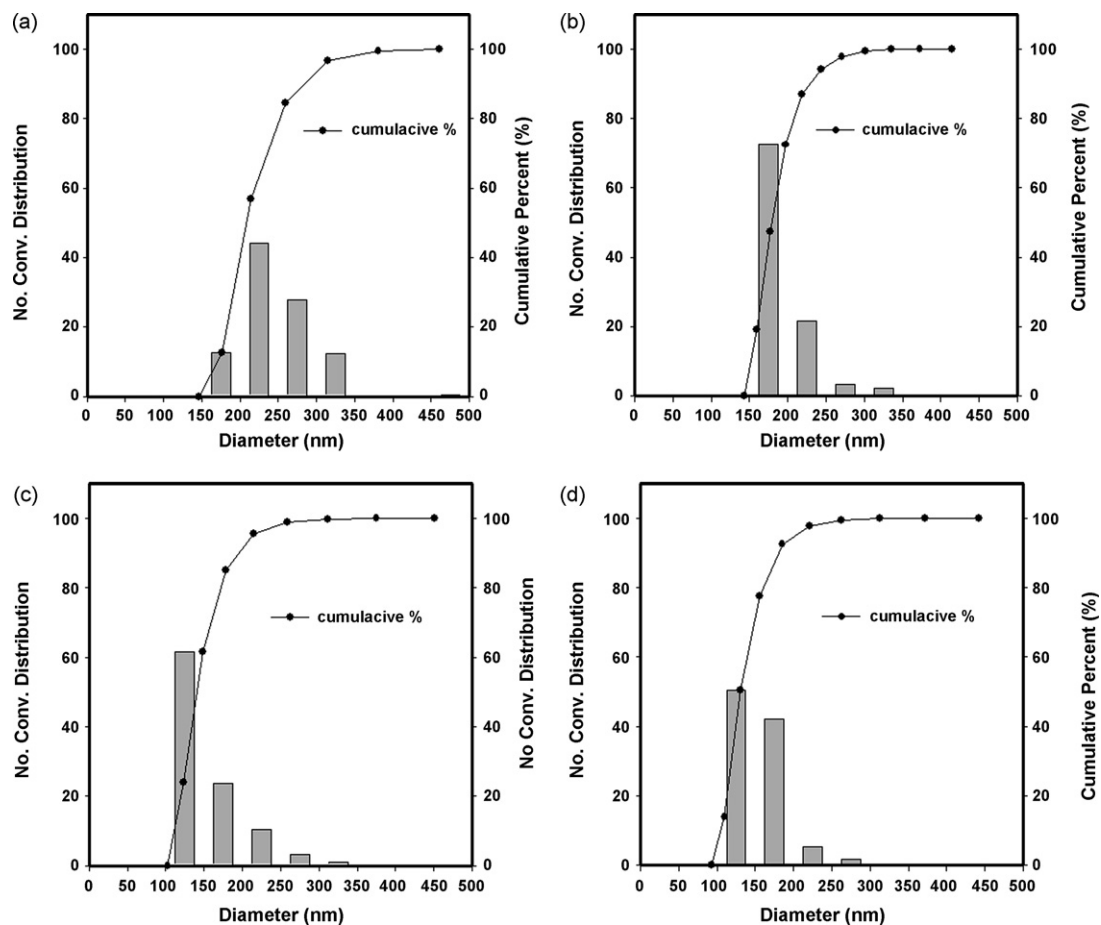 (a)
100
80
60
40
20
0
No. Conv. Distribution
cumulacive %
100
80
60
40
20
0
Cumulative Percent (%)
0 50 100 150 200 250 300 350 400 450 500
Diameter (nm)
(b)
100
80
60
40
20
0
No. Conv. Distribution
cumulacive %
100
80
60
40
20
0
Cumulative Percent (%)
0 50 100 150 200 250 300 350 400 450 500
Diameter (nm)
(c)
100
80
60
40
20
0
No. Conv. Distribution
cumulacive %
100
80
60
40
20
0
No Conv. Distribution
0 50 100 150 200 250 300 350 400 450 500
Diameter (nm)
(d)
100
80
60
40
20
0
No. Conv. Distribution
cumulacive %
100
80
60
40
20
0
Cumulative Percent (%)
0 50 100 150 200 250 300 350 400 450 500
Diameter (nm)